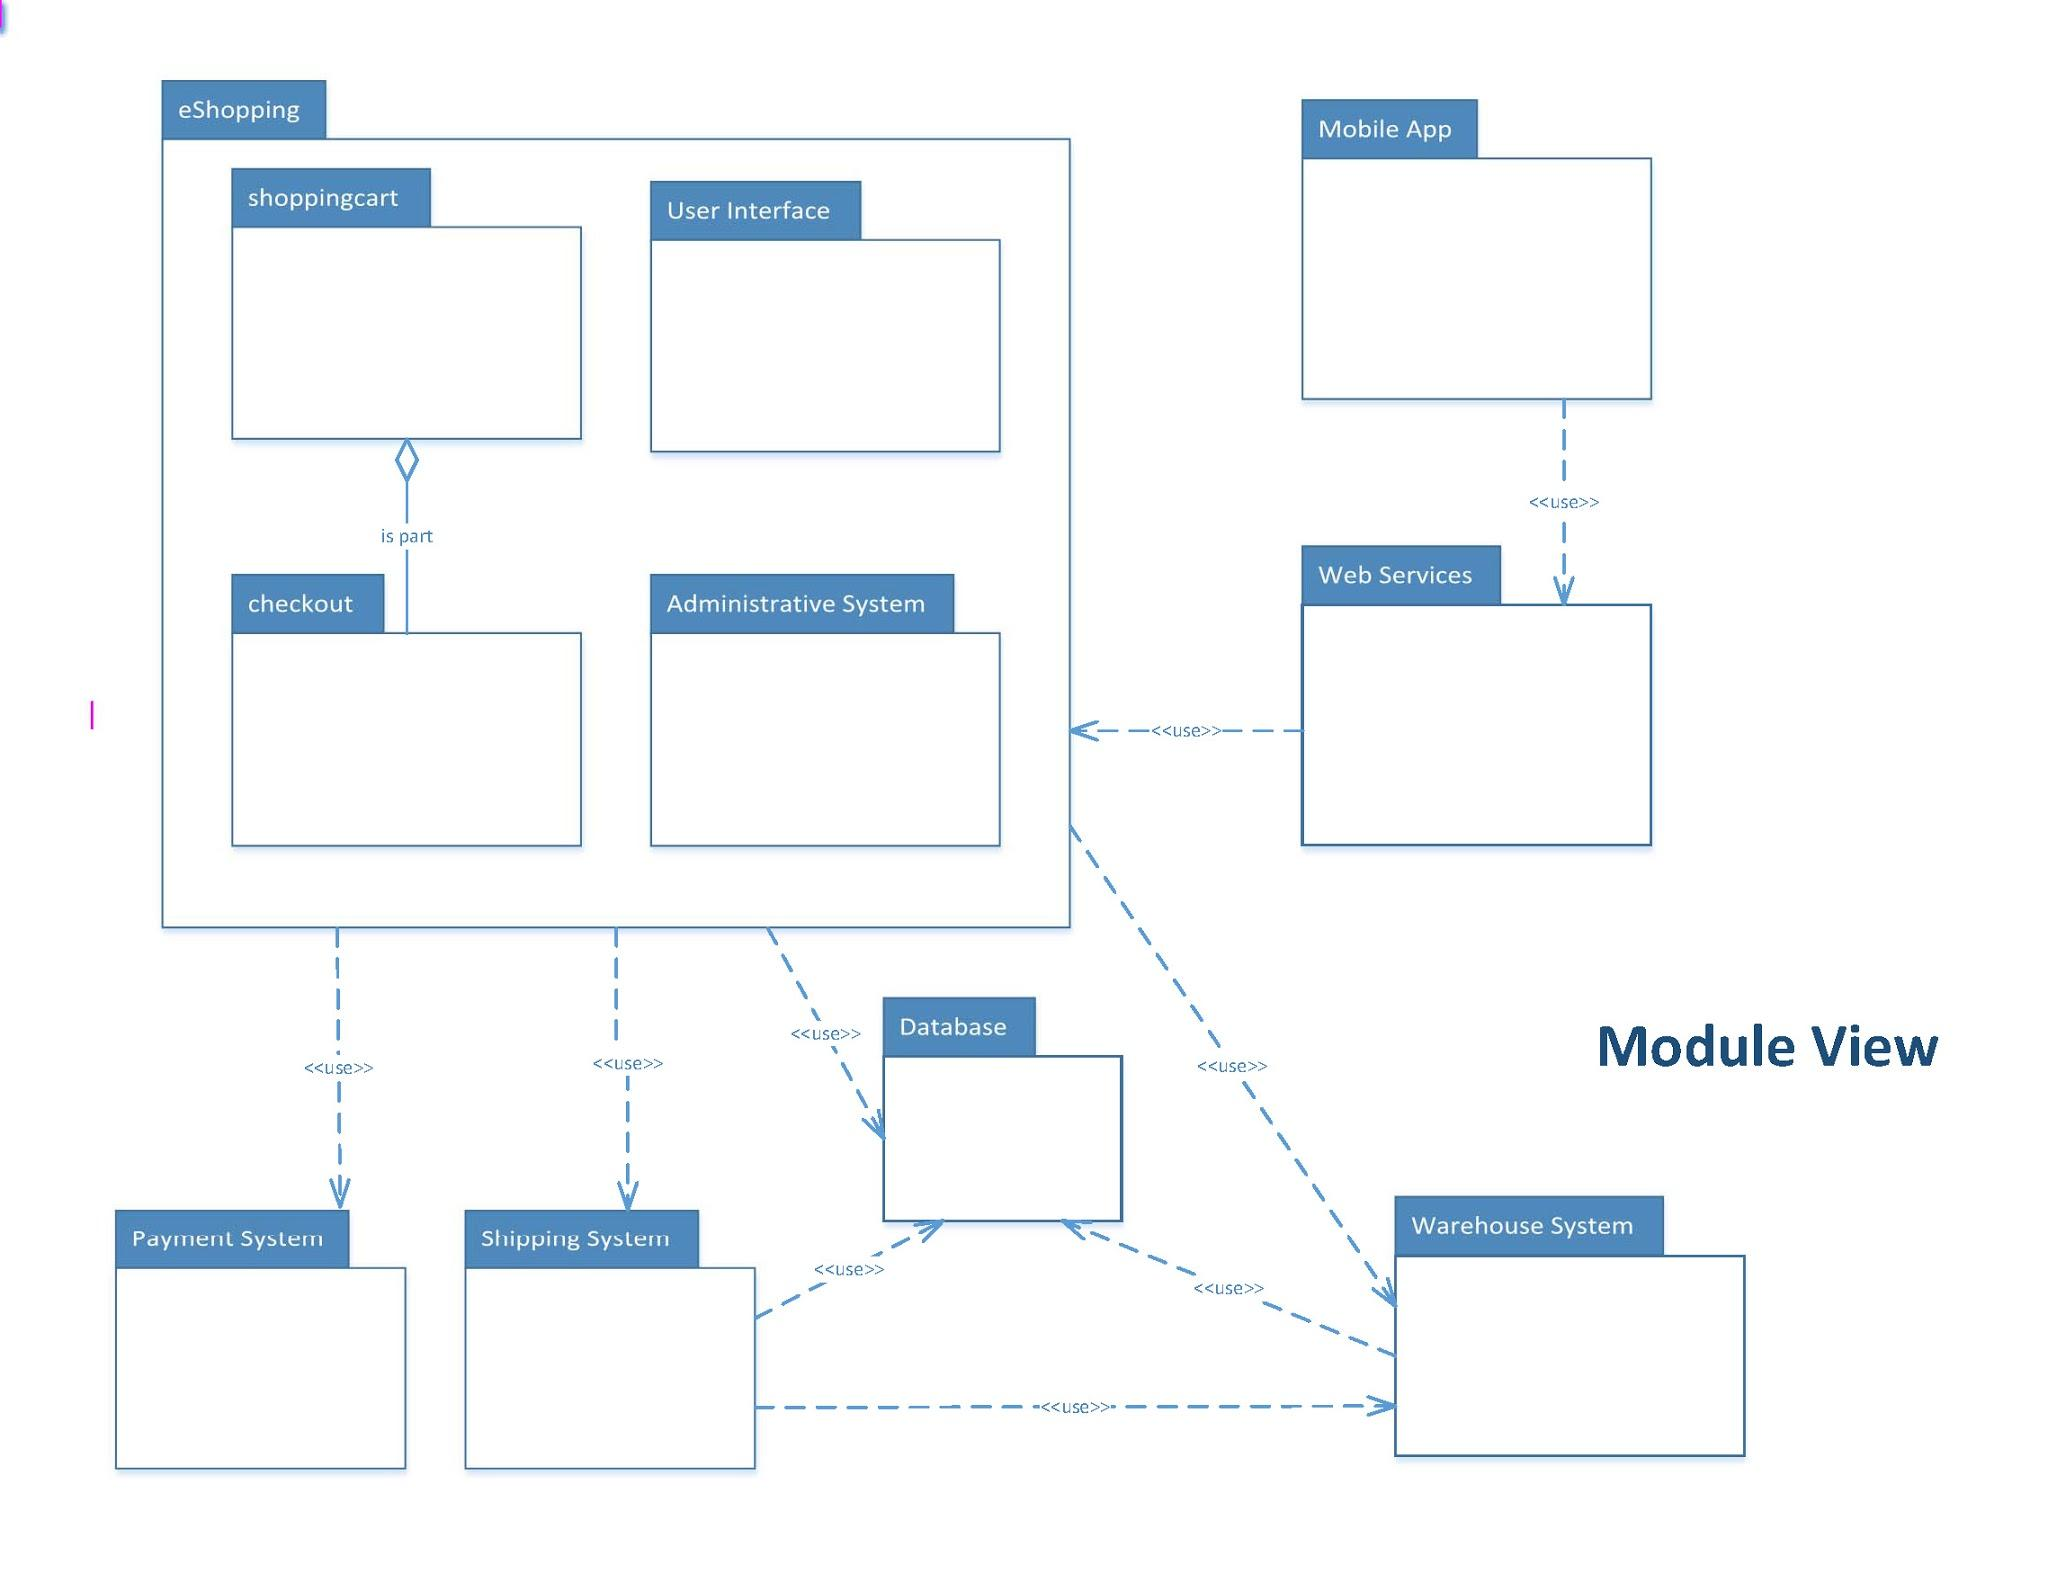 eShopping
Mobile App
shoppingcart
User Interface
<<use>>
is part
Web Services
checkout
Administrative System
<<use>>
Database
<<use>>
Module View
<<use>>
<<use>>
<<use>>
Warehouse System
Payment System
Shipping System
<<use>>
<<use>>
<<use>>